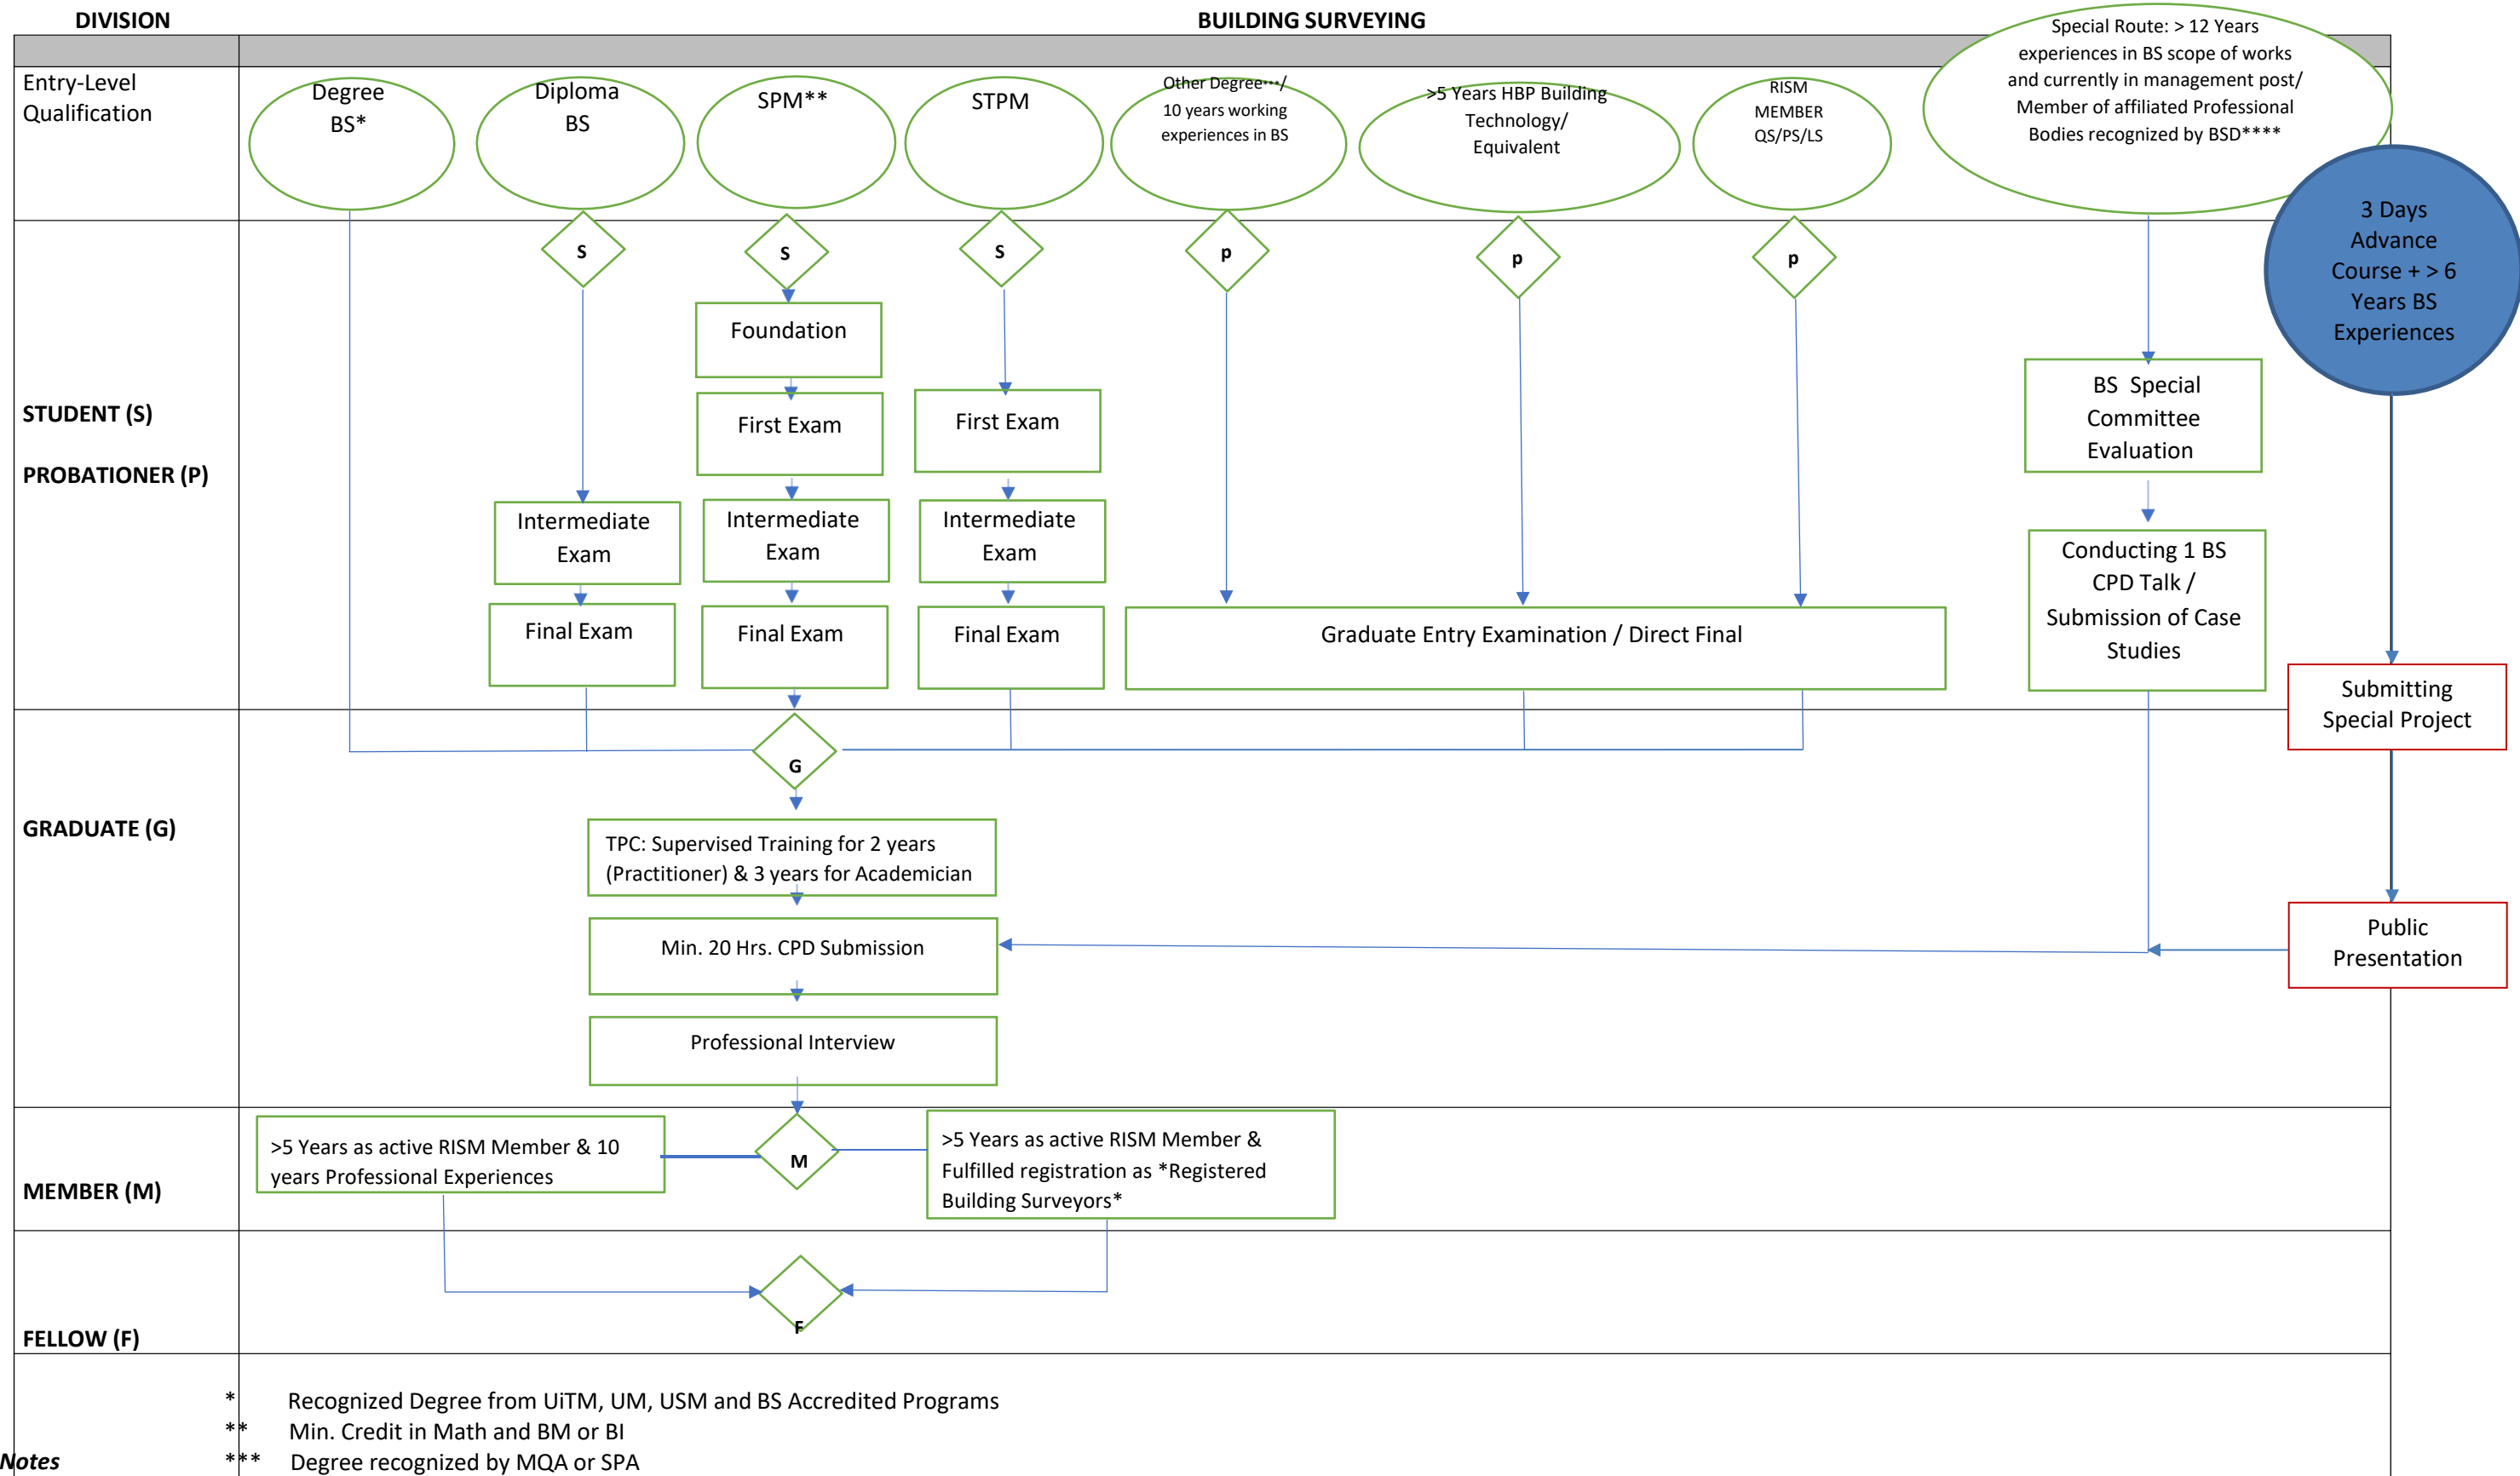 DIVISION
BUILDING SURVEYING
Entry-Level
Qualification
Degree
BS*
Diploma
BS
SPM**
STPM
Other Degree•••/
10 years working
experiences in BS
>5 Years HBP Building
Technology/
Equivalent
RISM
MEMBER
QS/PS/LS
Special Route: > 12 Years
experiences in BS scope of works
and currently in management post/
Member of affiliated Professional
Bodies recognized by BSD****
3 Days
Advance
Course + > 6
Years BS
Experiences
STUDENT (S)
PROBATIONER (P)
S
S
S
p
p
p
Foundation
First Exam
First Exam
Intermediate
Exam
Intermediate
Exam
Intermediate
Exam
Final Exam
Final Exam
Final Exam
Graduate Entry Examination / Direct Final
BS Special
Committee
Evaluation
Conducting 1 BS
CPD Talk /
Submission of Case
Studies
Submitting
Special Project
GRADUATE (G)
G
TPC: Supervised Training for 2 years
(Practitioner) & 3 years for Academician
Min. 20 Hrs. CPD Submission
Public
Presentation
Professional Interview
MEMBER (M)
>5 Years as active RISM Member & 10
years Professional Experiences
M
>5 Years as active RISM Member &
Fulfilled registration as *Registered
Building Surveyors*
FELLOW (F)
F
* Recognized Degree from UiTM, UM, USM and BS Accredited Programs
** Min. Credit in Math and BM or BI
Notes
*** Degree recognized by MQA or SPA